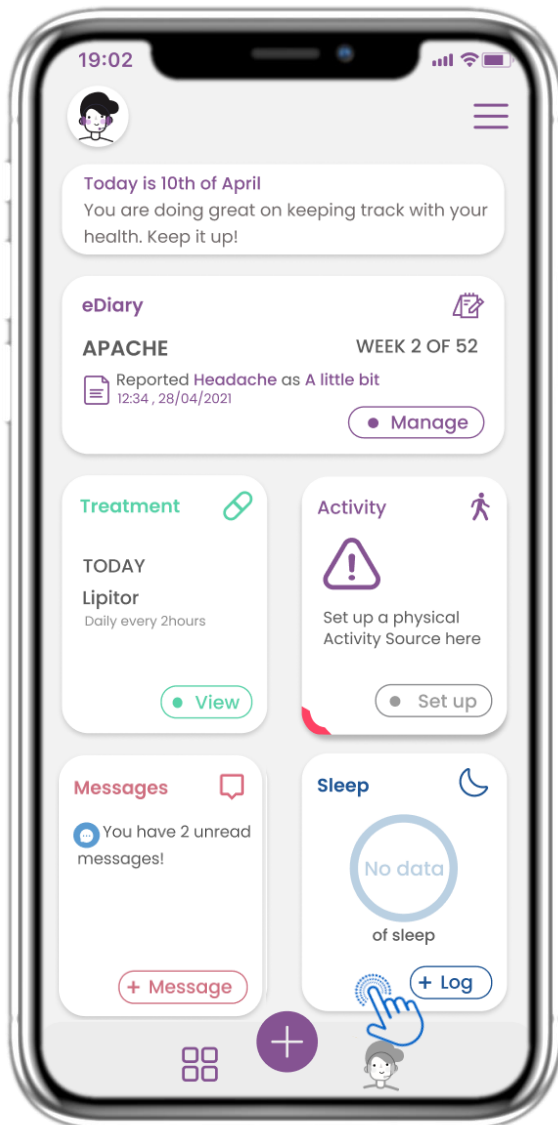 19:02
Today is 10th of April
You are doing great on keeping track with your
health. Keep it up!
eDiary
APACHE
WEEK 2 OF 52
Reported Headache as A little bit
12:34 , 28/04/2021
Manage
Treatment
TODAY
Lipitor
Daily every 2hours
View
Activity
Set up a physical
Activity Source here
Set up
Messages
You have 2 unread
messages!
+ Message
Sleep
No data
of sleep
+ Log